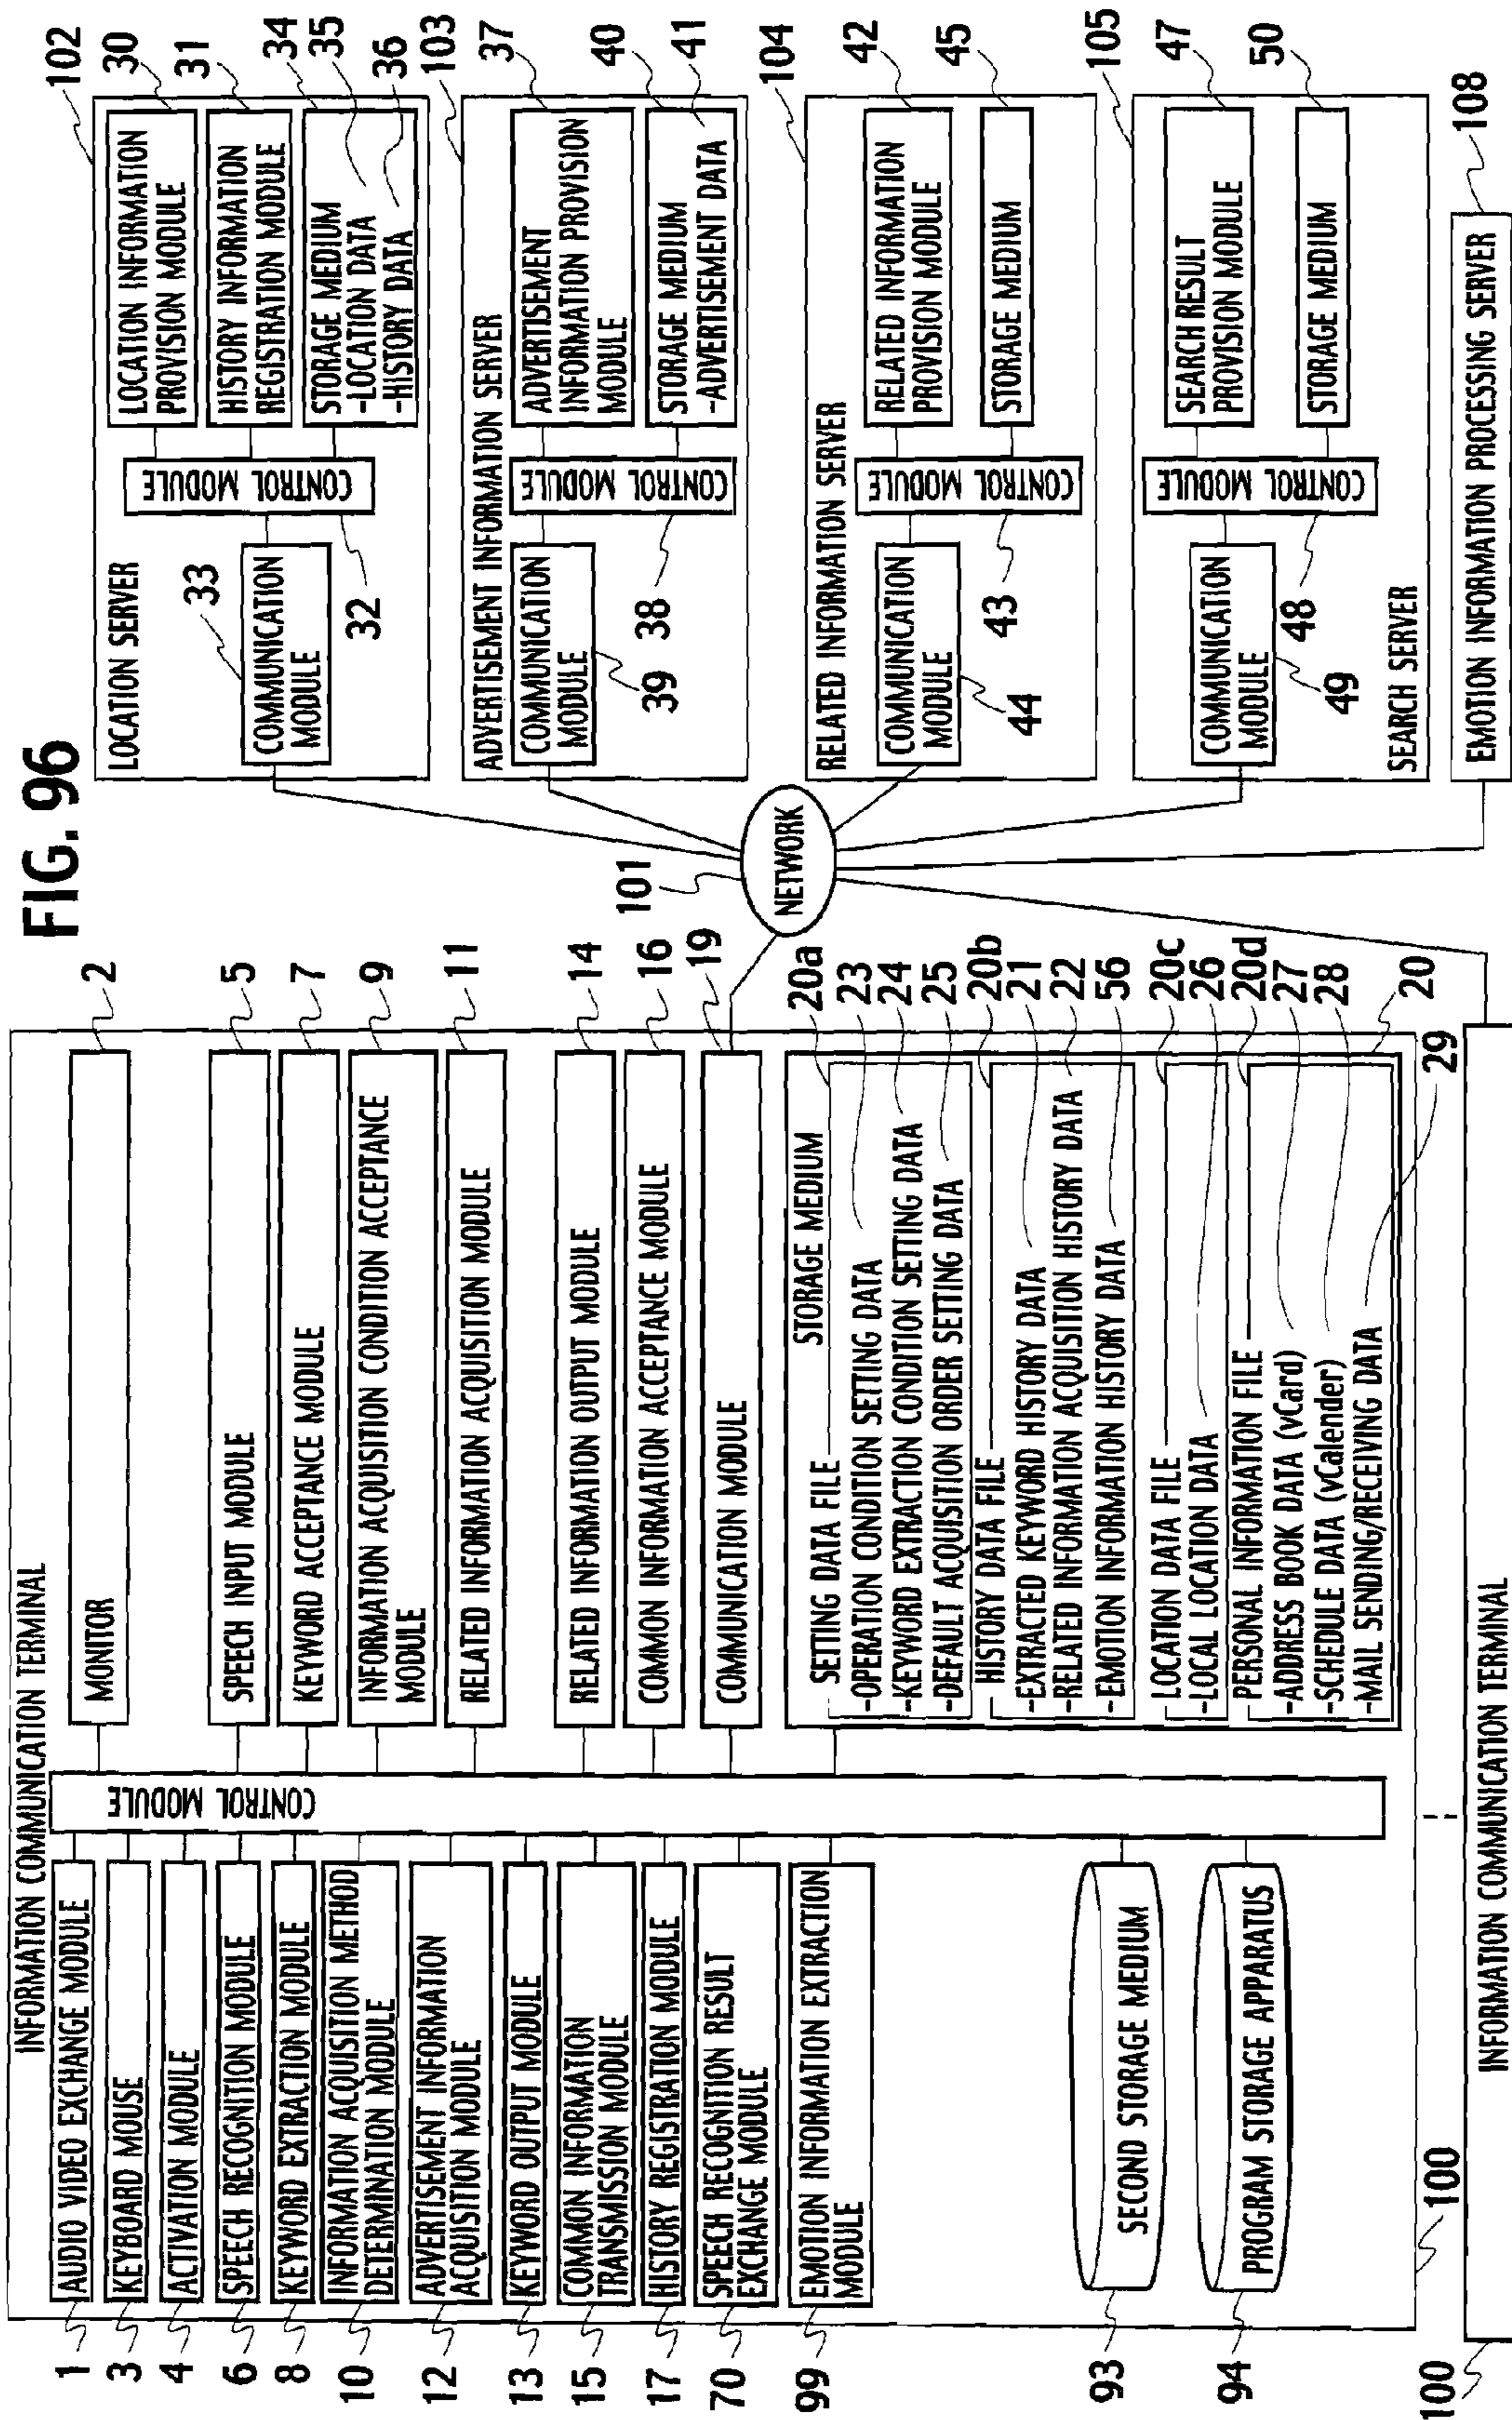 FIG. 96
INFORMATION COMMUNICATION TERMINAL
1
AUDIO VIDEO EXCHANGE MODULE
3
KEYBOARD MOUSE
4
ACTIVATION MODULE
6
SPEECH RECOGNITION MODULE
8
KEYWORD EXTRACTION MODULE
10
INFORMATION ACQUISITION METHOD
DETERMINATION MODULE
12
ADVERTISEMENT INFORMATION
ACQUISITION MODULE
13
KEYWORD OUTPUT MODULE
15
COMMON INFORMATION
TRANSMISSION MODULE
17
HISTORY REGISTRATION MODULE
70
SPEECH RECOGNITION RESULT
EXCHANGE MODULE
99
EMOTION INFORMATION EXTRACTION
MODULE
93
SECOND STORAGE MEDIUM
94
PROGRAM STORAGE APPARATUS
100
CONTROL MODULE
MONITOR
2
SPEECH INPUT MODULE
5
KEYWORD ACCEPTANCE MODULE
7
INFORMATION ACQUISITION CONDITION ACCEPTANCE
MODULE
9
RELATED INFORMATION ACQUISITION MODULE
11
RELATED INFORMATION OUTPUT MODULE
14
COMMON INFORMATION ACCEPTANCE MODULE
16
COMMUNICATION MODULE
19
STORAGE MEDIUM
20a
SETTING DATA FILE
-OPERATION CONDITION SETTING DATA
23
-KEYWORD EXTRACTION CONDITION SETTING DATA
24
-DEFAULT ACQUISITION ORDER SETTING DATA
25
HISTORY DATA FILE
20b
-EXTRACTED KEYWORD HISTORY DATA
21
-RELATED INFORMATION ACQUISITION HISTORY DATA
22
-EMOTION INFORMATION HISTORY DATA
56
LOCATION DATA FILE
20c
-LOCAL LOCATION DATA
26
PERSONAL INFORMATION FILE
20d
-ADDRESS BOOK DATA (vCard)
27
-SCHEDULE DATA (vCalender)
28
-MAIL SENDING/RECEIVING DATA
20
29
INFORMATION COMMUNICATION TERMINAL
100
101
NETWORK
LOCATION SERVER
102
33
COMMUNICATION
MODULE
CONTROL MODULE
32
LOCATION INFORMATION
PROVISION MODULE
30
HISTORY INFORMATION
REGISTRATION MODULE
31
STORAGE MEDIUM
-LOCATION DATA
-HISTORY DATA
34
35
36
ADVERTISEMENT INFORMATION SERVER
103
COMMUNICATION
MODULE
39
CONTROL MODULE
38
ADVERTISEMENT
INFORMATION PROVISION
MODULE
37
STORAGE MEDIUM
-ADVERTISEMENT DATA
40
41
RELATED INFORMATION SERVER
104
COMMUNICATION
MODULE
44
CONTROL MODULE
43
RELATED INFORMATION
PROVISION MODULE
42
STORAGE MEDIUM
45
105
COMMUNICATION
MODULE
49
CONTROL MODULE
48
SEARCH RESULT
PROVISION MODULE
47
STORAGE MEDIUM
50
SEARCH SERVER
EMOTION INFORMATION PROCESSING SERVER
108